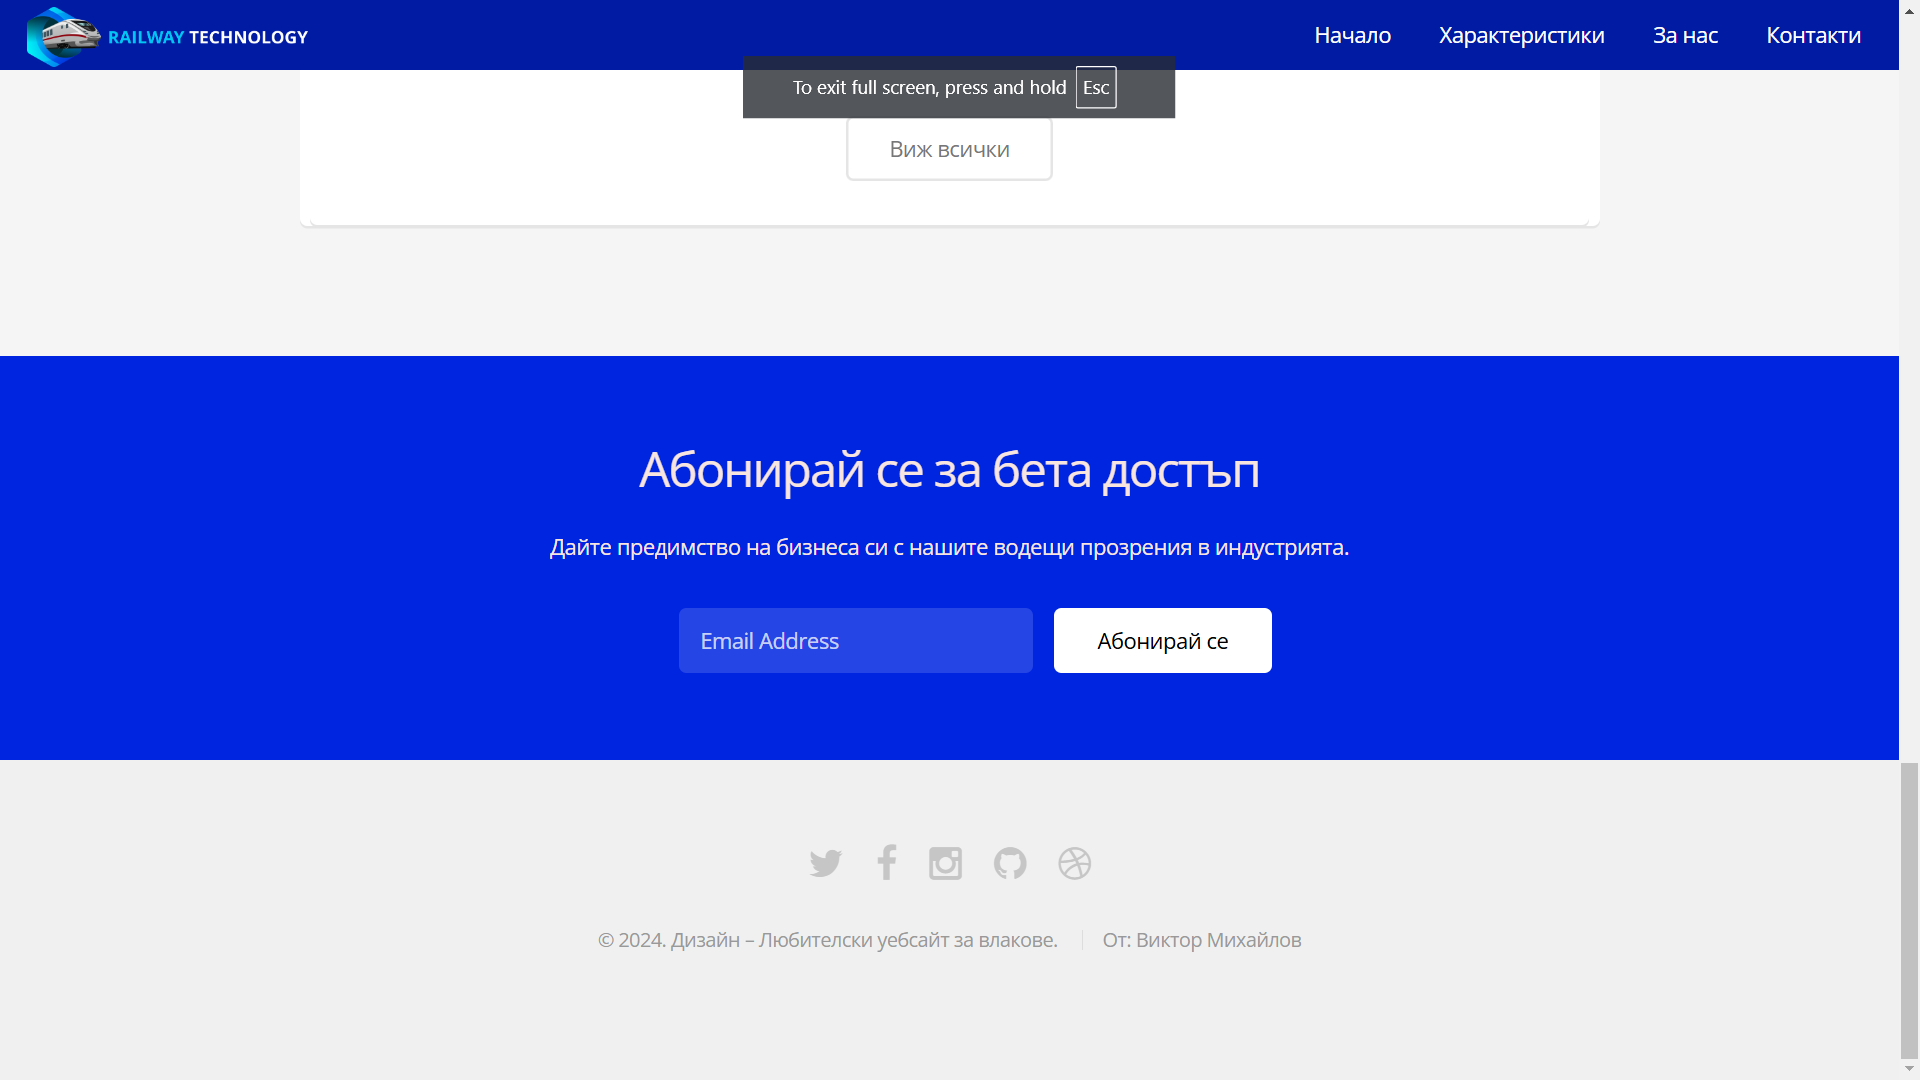 RAILWAY TECHNOLOGY
Начало Характеристики За нас Контакти
To exit full screen, press and hold Esc
Виж всички
Абонирай се за бета достъп
Дайте предимство на бизнеса си с нашите водещи прозрения в индустрията.
Email Address Абонирай се
© 2024. Дизайн – Любителски уебсайт за влакове. От: Виктор Михайлов